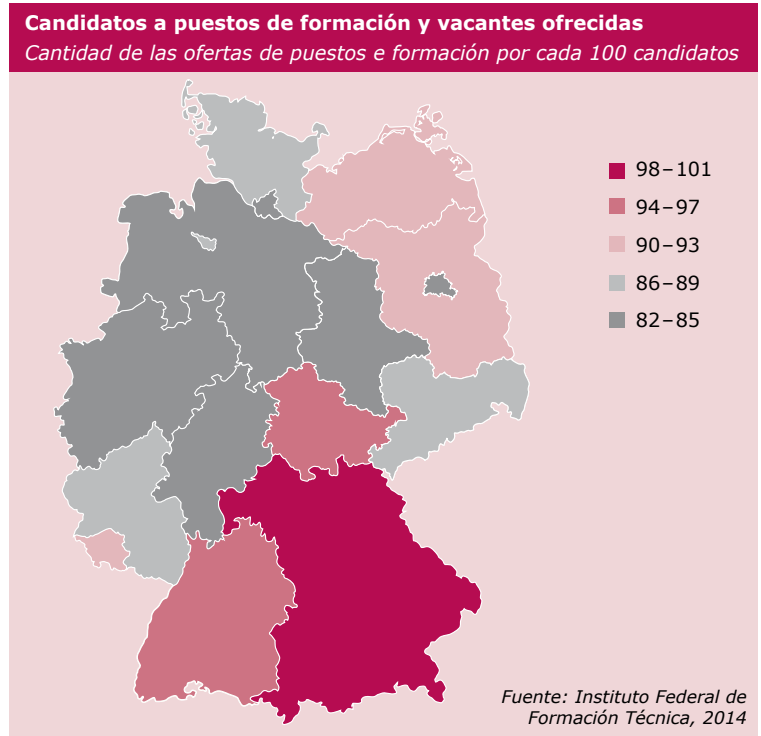 Candidatos a puestos de formación y vacantes ofrecidas
Cantidad de las ofertas de puestos e formación por cada 100 candidatos
98–101
94–97
90–93
86–89
82–85
Fuente: Instituto Federal de
Formación Técnica, 2014